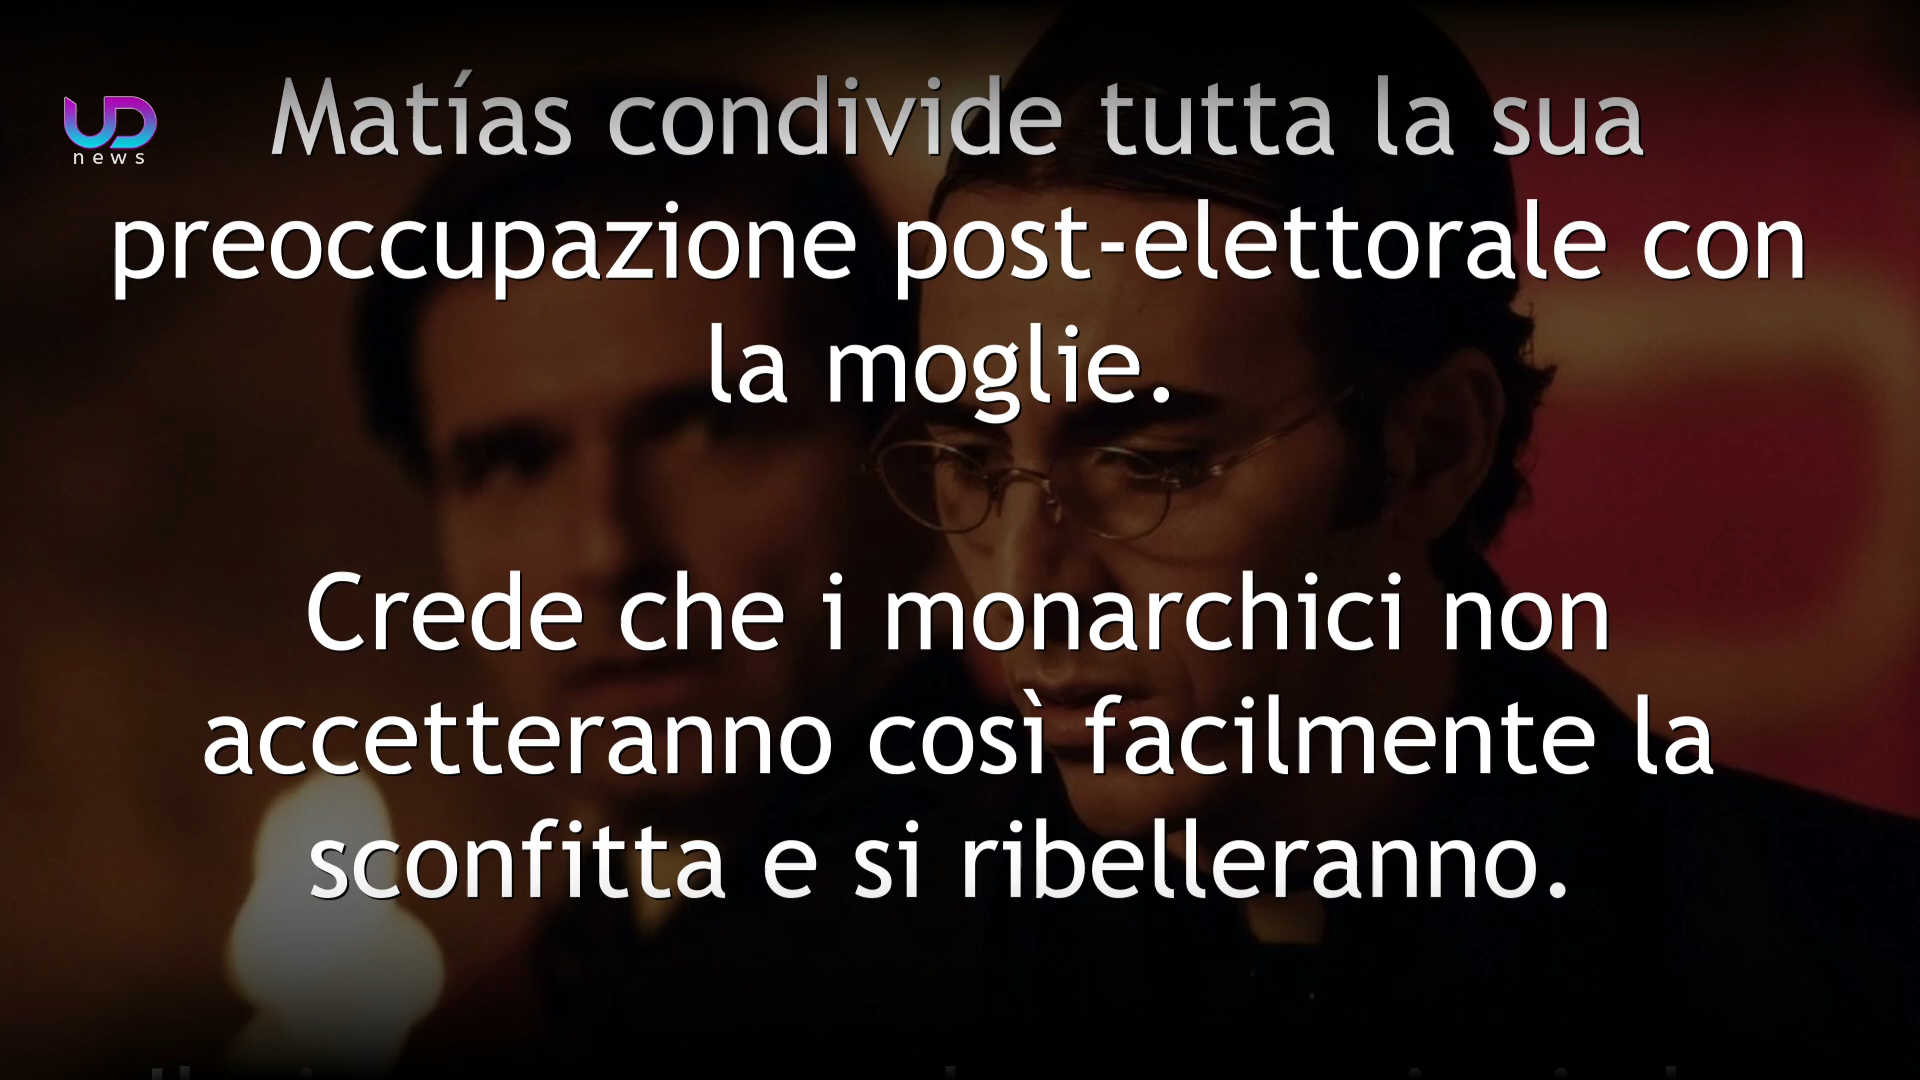 UD
news
Matías condivide tutta la sua
preoccupazione post-elettorale con
la moglie.
Crede che i monarchici non
accetteranno così facilmente la
sconfitta e si ribelleranno.